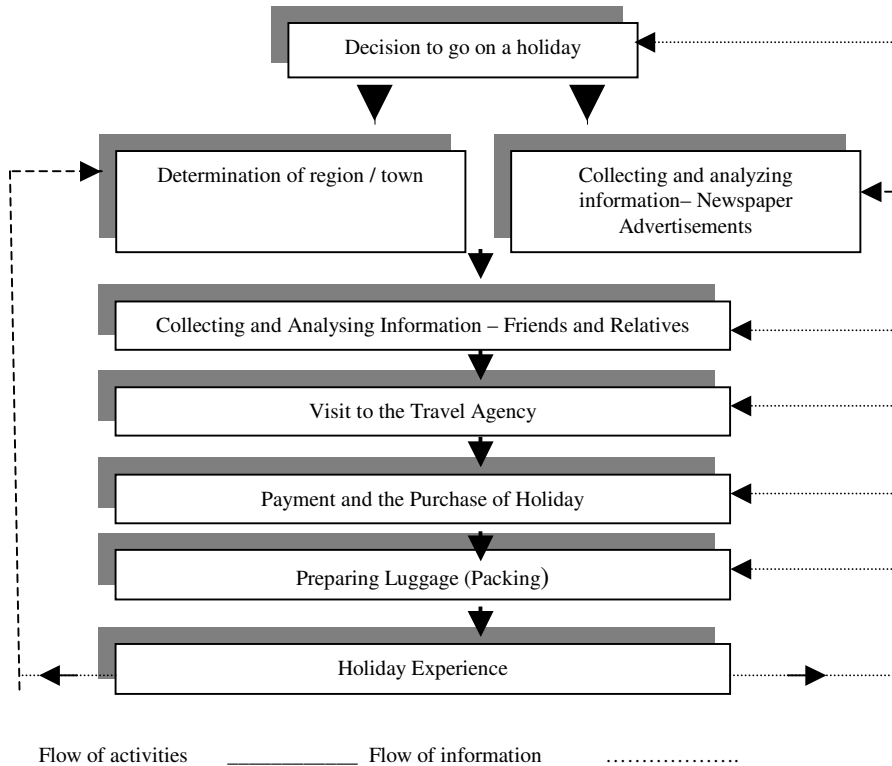 Decision to go on a holiday
Determination of region / town
Collecting and analyzing
information– Newspaper
Advertisements
Collecting and Analysing Information – Friends and Relatives
Visit to the Travel Agency
Payment and the Purchase of Holiday
Preparing Luggage (Packing)
Holiday Experience
Flow of activities ____________ Flow of information ...................